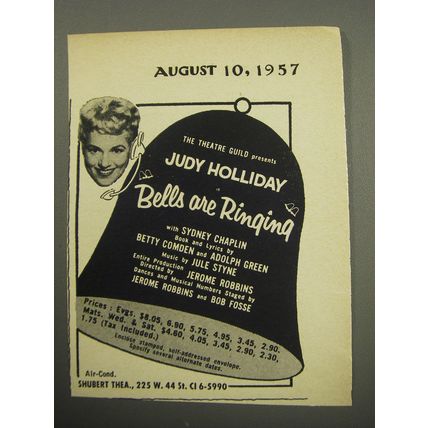 AUGUST 10, 1957
THE THEATRE GUILD presents
JUDY HOLLIDAY
in
"Bells are Ringing"
with SYDNEY CHAPLIN
Book and Lyrics by
BETTY COMDEN and ADOLPH GREEN
Music by JULE STYNE
Entire Production
Directed by JEROME ROBBINS
Dances and Musical Numbers Staged by
JEROME ROBBINS and BOB FOSSE
Prices: Evgs. $8.05, 6.90, 5.75, 4.95, 3.45, 2.90.
Mats. Wed. & Sat. $4.60, 4.05, 3.45, 2.90, 2.30,
1.75 (Tax Included.)
Enclose stamped, self-addressed envelope.
Specify several alternate dates.
Air-Cond.
SHUBERT THEA., 225 W. 44 St. CI 6-5990